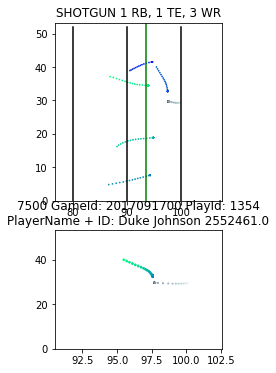 SHOTGUN 1 RB, 1 TE, 3 WR
50
40
30
20
10
0
80 90 100
7500 GameId: 2017091700 PlayId: 1354
PlayerName + ID: Duke Johnson 2552461.0
40
20
0
92.5 95.0 97.5 100.0 102.5